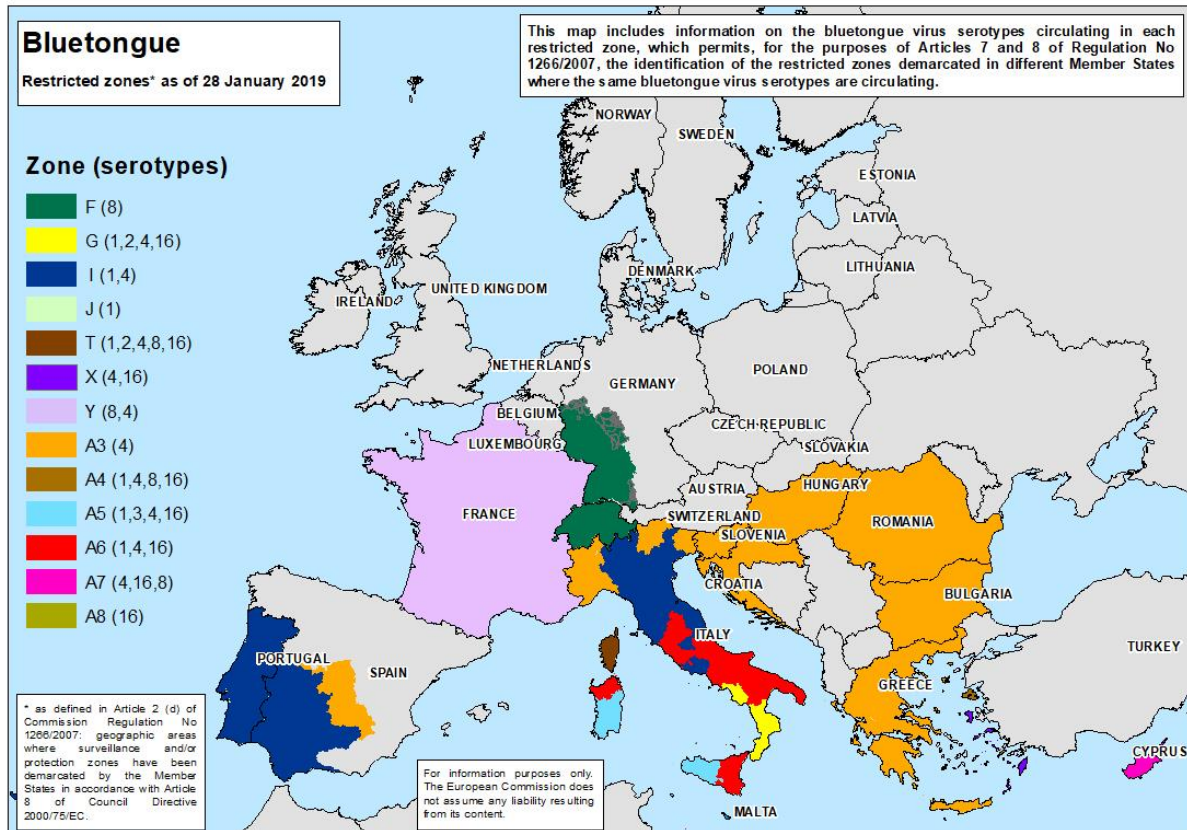 Bluetongue
Restricted zones* as of 28 January 2019
This map includes information on the bluetongue virus serotypes circulating in each
restricted zone, which permits, for the purposes of Articles 7 and 8 of Regulation No
1266/2007, the identification of the restricted zones demarcated in different Member States
where the same bluetongue virus serotypes are circulating.
Zone (serotypes)
F (8)
G (1,2,4,16)
I (1,4)
J (1)
T (1,2,4,8,16)
X (4,16)
Y (8,4)
A3 (4)
A4 (1,4,8,16)
A5 (1,3,4,16)
A6 (1,4,16)
A7 (4,16,8)
A8 (16)
NORWAY
SWEDEN
ESTONIA
LATVIA
LITHUANIA
DENMARK
UNITED KINGDOM
IRELAND
NETHERLANDS
GERMANY
POLAND
BELGIUM
CZECH REPUBLIC
LUXEMBOURG
SLOVAKIA
AUSTRIA
HUNGARY
FRANCE
SWITZERLAND
ROMANIA
SLOVENIA
CROATIA
BULGARIA
ITALY
PORTUGAL
SPAIN
TURKEY
GREECE
CYPRUS
MALTA
* as defined in Article 2 (d) of
Commission Regulation No
1266/2007: geographic areas
where surveillance and/or
protection zones have been
demarcated by the Member
States in accordance with Article
8 of Council Directive
2000/75/EC.
For information purposes only.
The European Commission does
not assume any liability resulting
from its content.